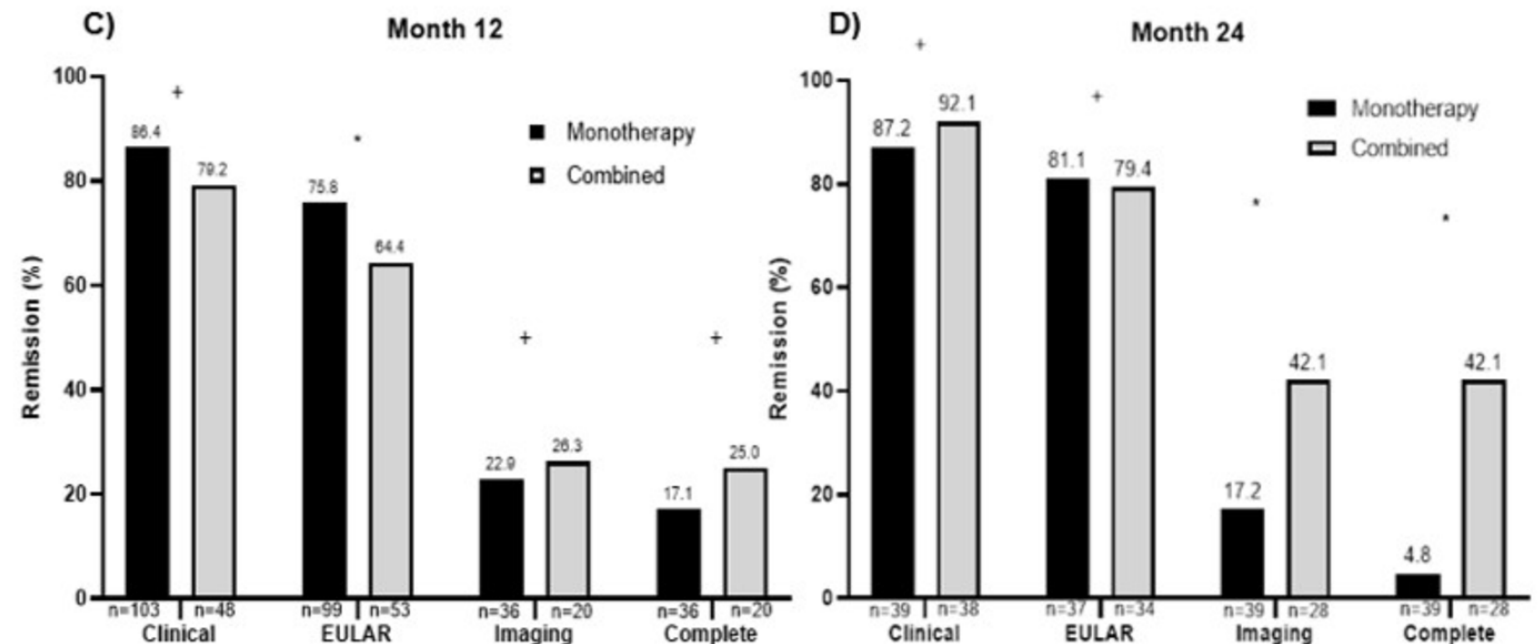 C)
Month 12
Remission (%)
100
80
60
40
20
0
+
*
+
+
Monotherapy
Combined
86.4
79.2
75.8
64.4
22.9
26.3
17.1
25.0
n=103 n=48 n=99 n=53 n=36 n=20 n=36 n=20
Clinical EULAR Imaging Complete
D)
Month 24
Remission (%)
100
80
60
40
20
0
+
+
*
*
Monotherapy
Combined
87.2
92.1
81.1
79.4
17.2
42.1
4.8
42.1
n=39 n=38 n=37 n=34 n=39 n=28 n=39 n=28
Clinical EULAR Imaging Complete